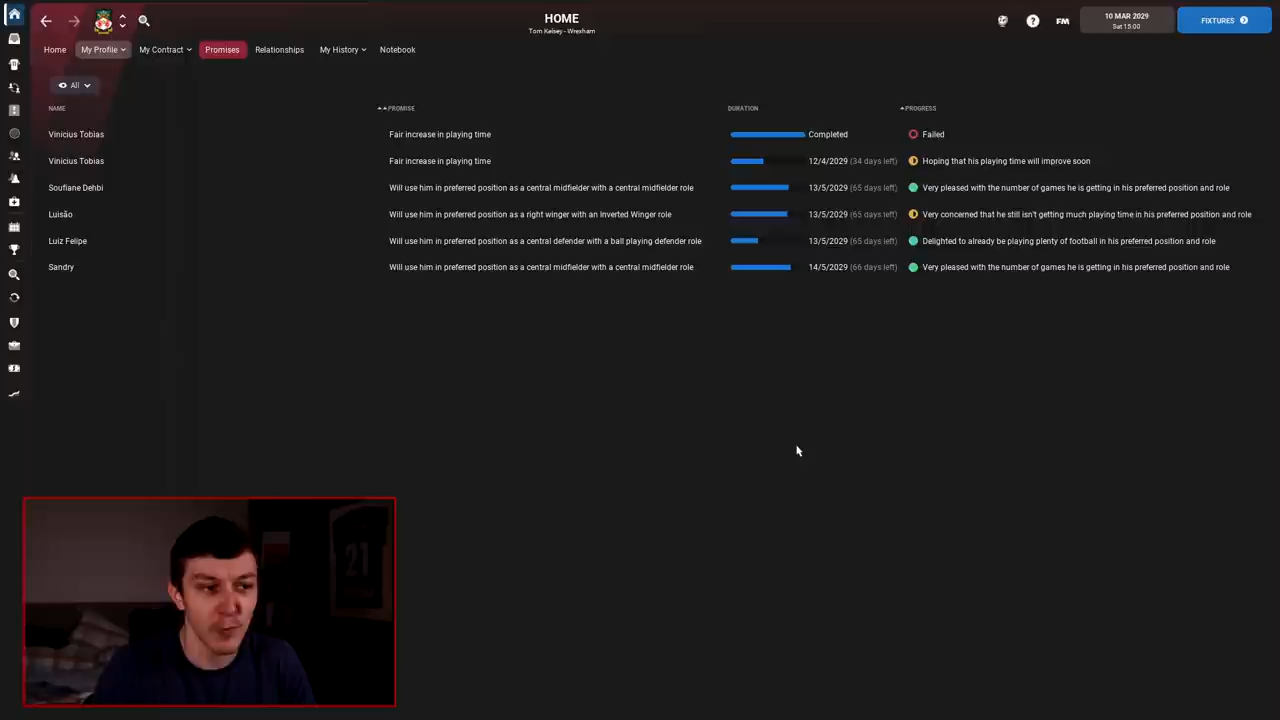 HOME
Tom Kelsey - Wrexham
10 MAR 2029
Sat 15:00
FM
FIXTURES
Home
My Profile
My Contract
Promises
Relationships
My History
Notebook
All
NAME
PROMISE
DURATION
PROGRESS
Vinicius Tobias Fair increase in playing time Completed Failed
Vinicius Tobias Fair increase in playing time 12/4/2029 (34 days left) Hoping that his playing time will improve soon
Soufiane Dehbi Will use him in preferred position as a central midfielder with a central midfielder role 13/5/2029 (65 days left) Very pleased with the number of games he is getting in his preferred position and role
Luisão Will use him in preferred position as a right winger with an Inverted Winger role 13/5/2029 (65 days left) Very concerned that he still isn't getting much playing time in his preferred position and role
Luiz Felipe Will use him in preferred position as a central defender with a ball playing defender role 13/5/2029 (65 days left) Delighted to already be playing plenty of football in his preferred position and role
Sandry Will use him in preferred position as a central midfielder with a central midfielder role 14/5/2029 (66 days left) Very pleased with the number of games he is getting in his preferred position and role
21